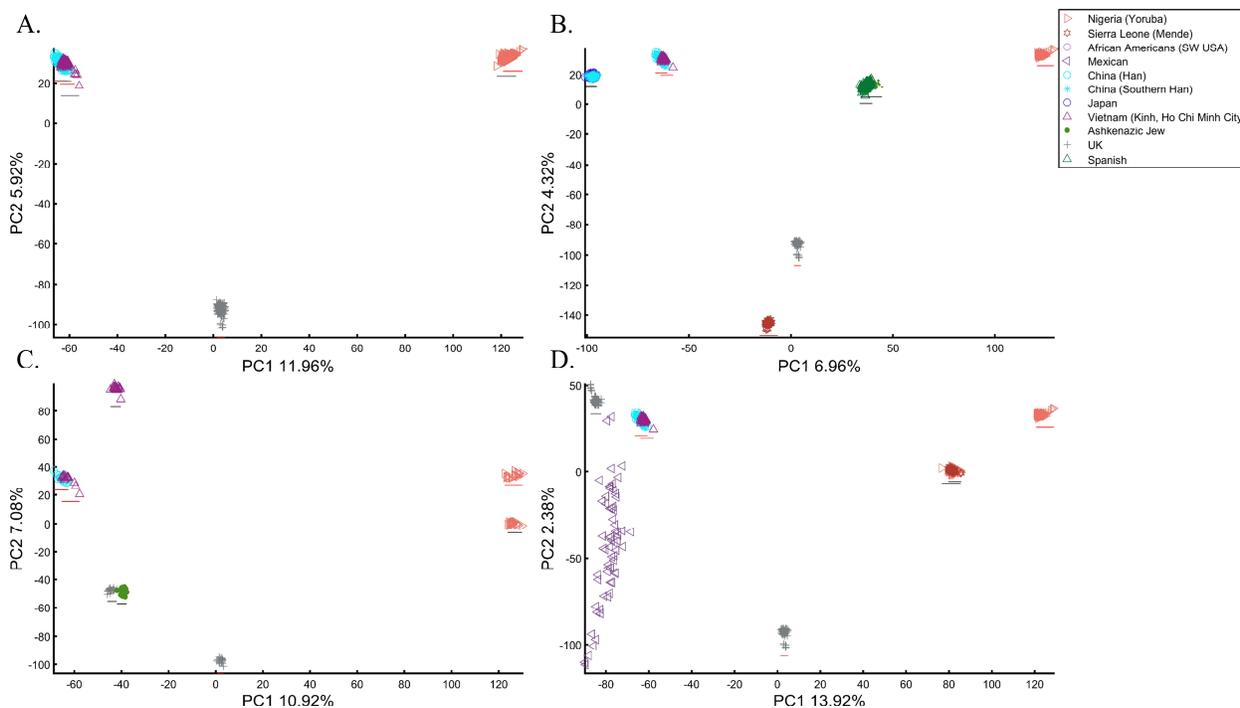 A.
B.
Nigeria (Yoruba)
Sierra Leone (Mende)
African Americans (SW USA)
Mexican
China (Han)
China (Southern Han)
Japan
Vietnam (Kinh, Ho Chi Minh City
Ashkenazic Jew
UK
Spanish
20
0
-20
-40
-60
-80
-100
PC2 5.92%
-60 -40 -20 0 20 40 60 80 100 120
PC1 11.96%
20
0
-20
-40
-60
-80
-100
-120
-140
PC2 4.32%
-100 -50 0 50 100
PC1 6.96%
C.
D.
80
60
40
20
0
-20
-40
-60
-80
-100
PC2 7.08%
-60 -40 -20 0 20 40 60 80 100 120
PC1 10.92%
50
0
-50
-100
PC2 2.38%
-80 -60 -40 -20 0 20 40 60 80 100 120
PC1 13.92%